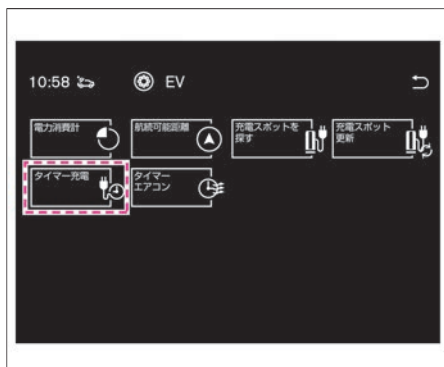 10:58 EV
電力消費計
航続可能距離
充電スポットを
探す
充電スポット
更新
タイマー充電
タイマー
エアコン